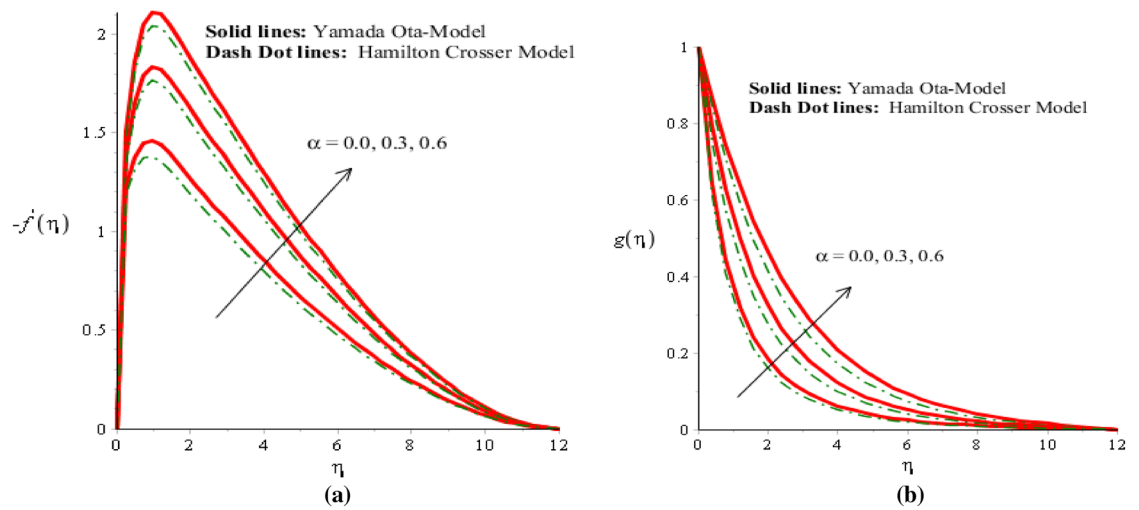 Solid lines: Yamada Ota-Model
Dash Dot lines: Hamilton Crosser Model
α = 0.0, 0.3, 0.6
-f'(η)
2
1.5
1
0.5
0
0 2 4 6 8 10 12
η
(a)
Solid lines: Yamada Ota-Model
Dash Dot lines: Hamilton Crosser Model
α = 0.0, 0.3, 0.6
g(η)
1
0.8
0.6
0.4
0.2
0
0 2 4 6 8 10 12
η
(b)